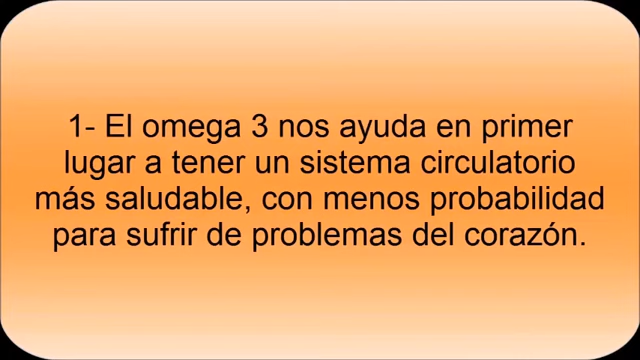 1- El omega 3 nos ayuda en primer
lugar a tener un sistema circulatorio
más saludable, con menos probabilidad
para sufrir de problemas del corazón.